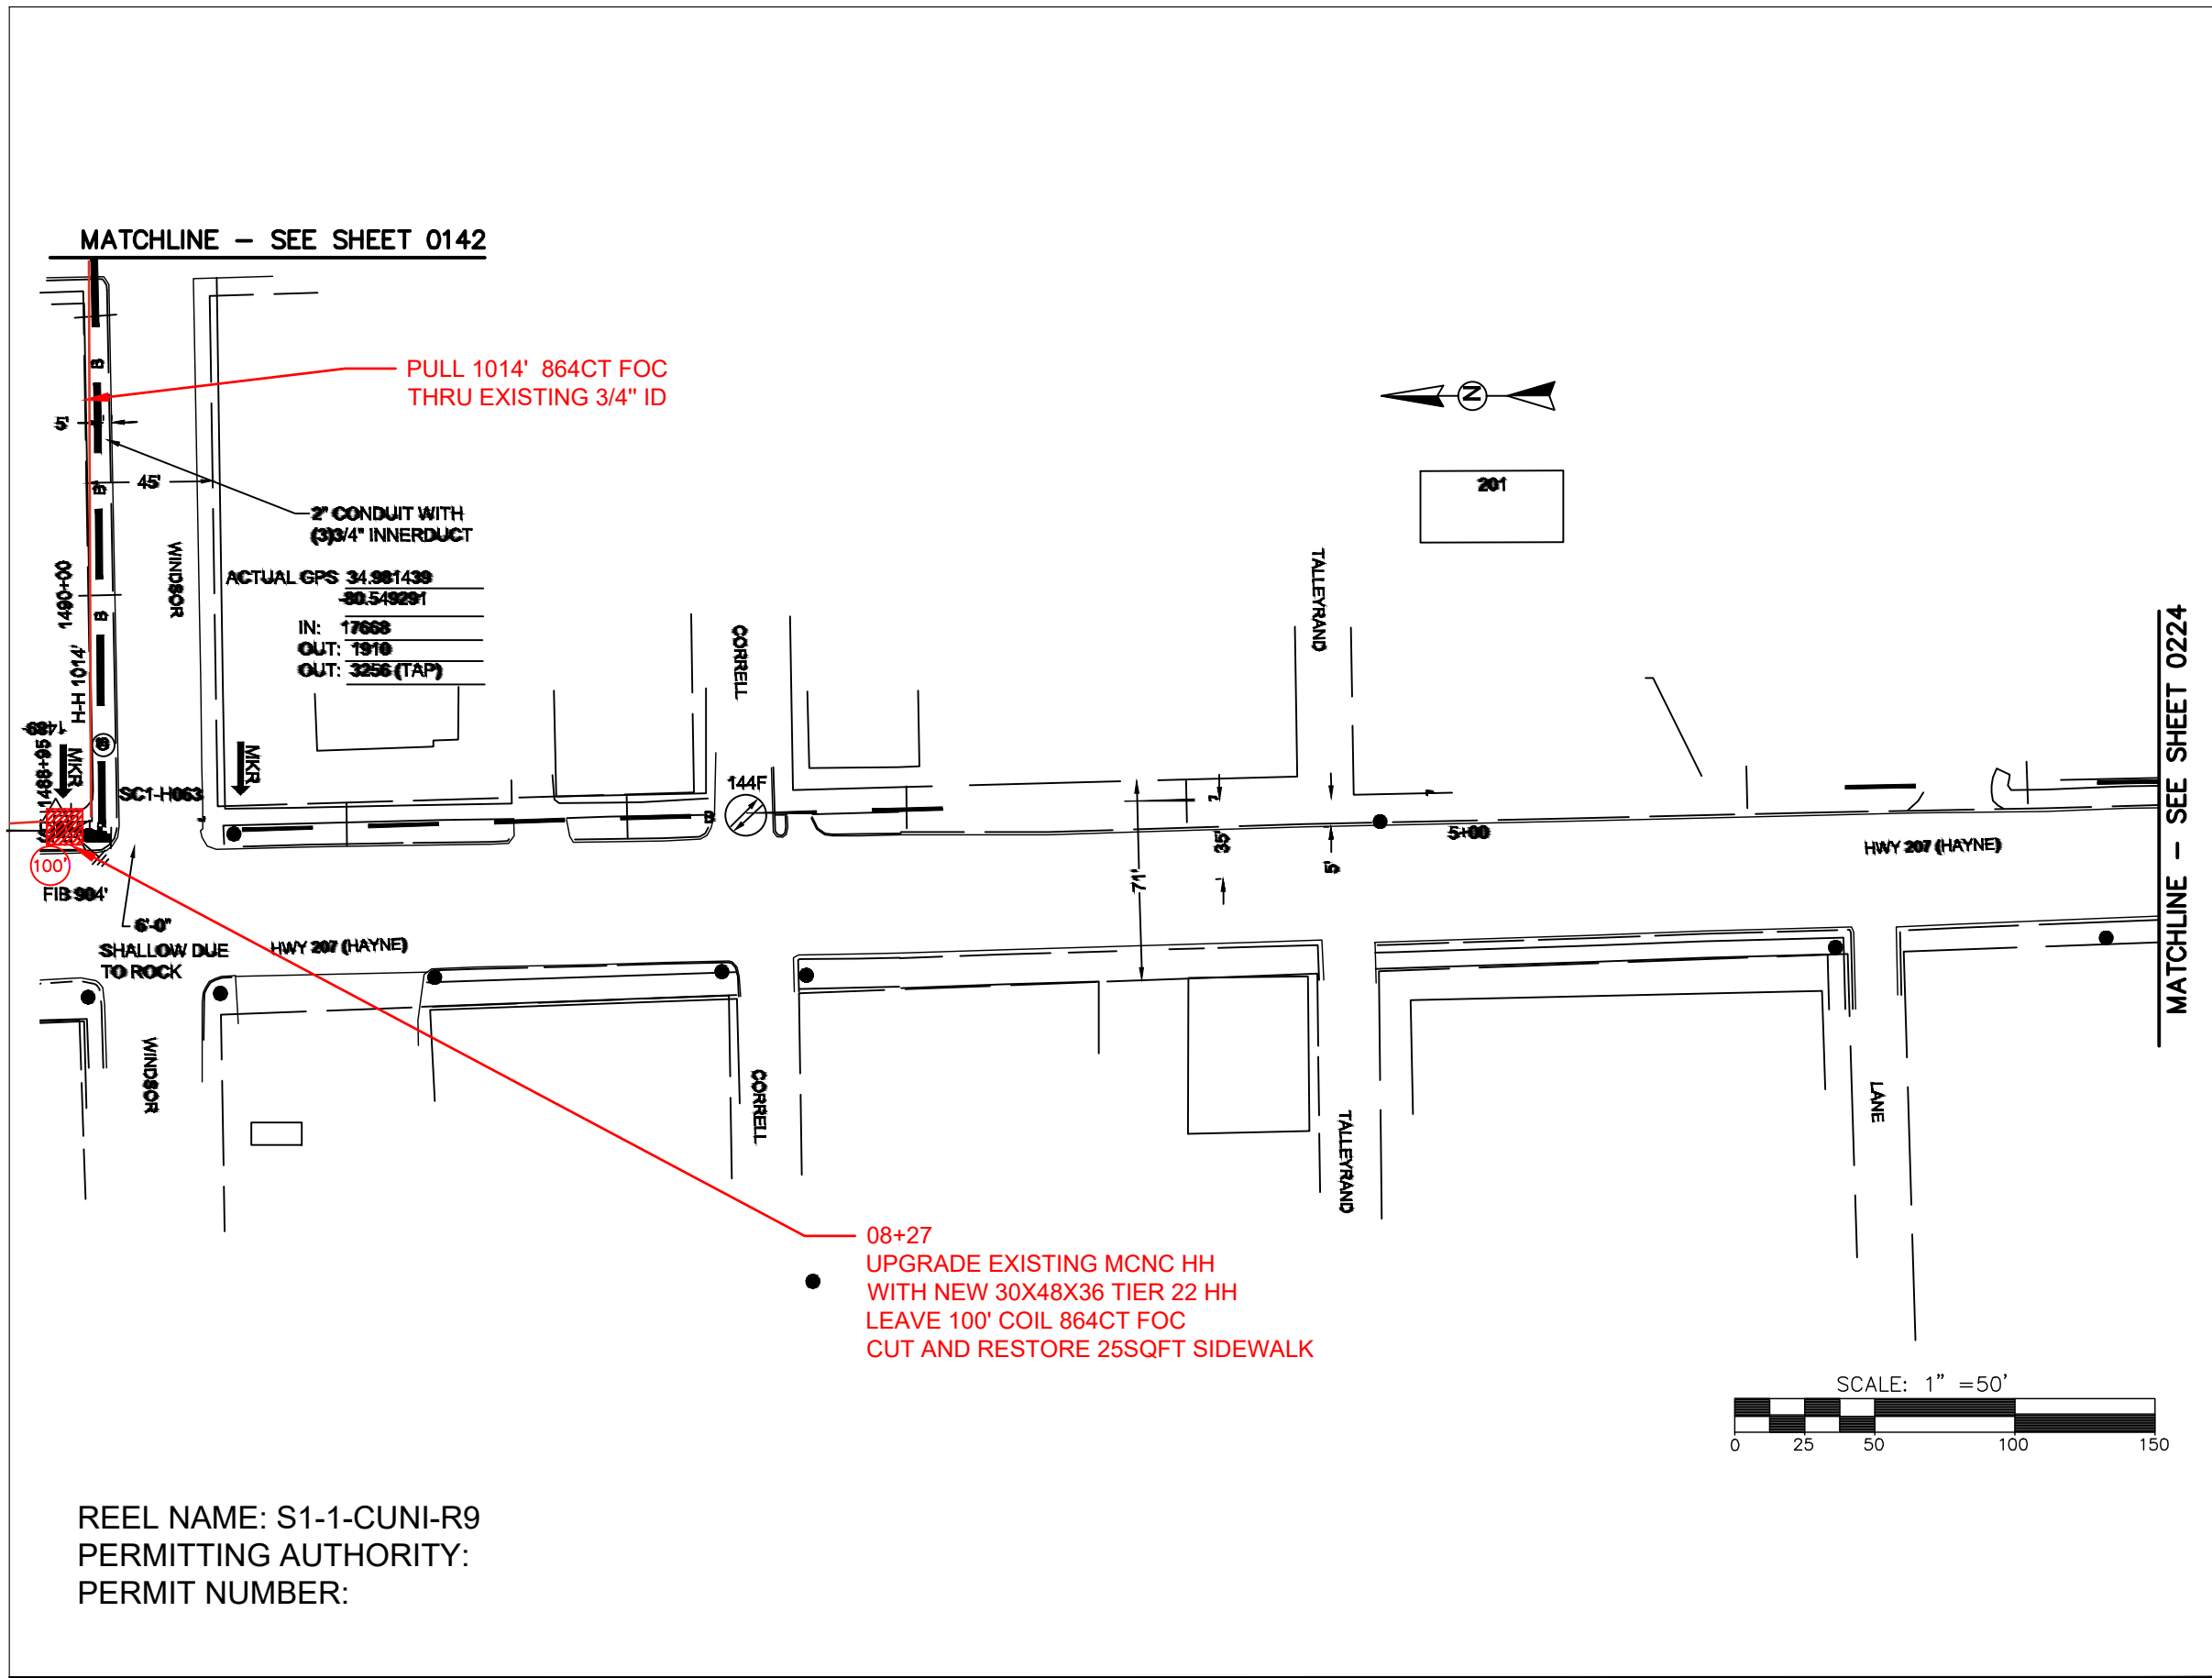 MATCHLINE – SEE SHEET 0142
PULL 1014' 864CT FOC
THRU EXISTING 3/4" ID
B
5'
N
45'
B
201
2" CONDUIT WITH
(3)3/4" INNERDUCT
WINDSOR
1490+00
ACTUAL GPS 34.981439
-80.549291
TALLEYRAND
B
IN: 17668
OUT: 1910
OUT: 3256 (TAP)
CORRELL
H-H 1014'
MATCHLINE – SEE SHEET 0224
1488+95
MKR
MKR
SC1-H063
144F
B
7'
5+00
HWY 207 (HAYNE)
35'
5'
71'
100'
FIB 904'
6'-0"
SHALLOW DUE
TO ROCK
HWY 207 (HAYNE)
WINDSOR
CORRELL
TALLEYRAND
LANE
08+27
UPGRADE EXISTING MCNC HH
WITH NEW 30X48X36 TIER 22 HH
LEAVE 100' COIL 864CT FOC
CUT AND RESTORE 25SQFT SIDEWALK
SCALE: 1" =50'
0 25 50 100 150
REEL NAME: S1-1-CUNI-R9
PERMITTING AUTHORITY:
PERMIT NUMBER: